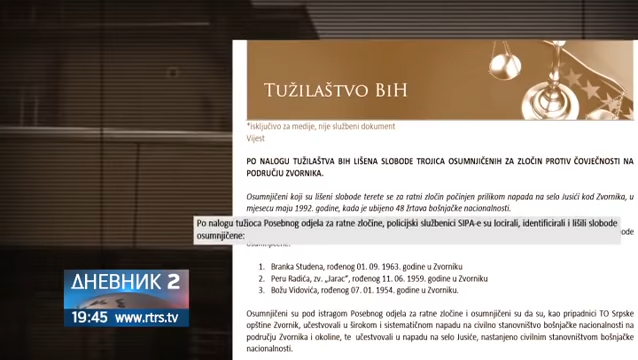 TUŽILAŠTVO BIH
*isključivo za medije, nije službeni dokument
Vijest
PO NALOGU TUŽILAŠTVA BIH LIŠENA SLOBODE TROJICA OSUMNJIČENIH ZA ZLOČIN PROTIV ČOVJEČNOSTI NA
PODRUČJU ZVORNIKA.
Osumnjičeni koji su lišeni slobode terete se za ratni zločin počinjen prilikom napada na selo Jusići kod Zvornika, u
mjesecu maju 1992. godine, kada je ubijeno 48 žrtava bošnjačke nacionalnosti.
Po nalogu tužioca Posebnog odjela za ratne zločine, policijski službenici SIPA-e su locirali, identificirali i lišili slobode
osumnjičene:
1. Branka Studena, rođenog 01. 09. 1963. godine u Zvorniku
2. Peru Radića, zv. „Jarac", rođenog 11. 06. 1959. godine u Zvorniku
3. Božu Vidovića, rođenog 07. 01. 1954. godine u Zvorniku.
Osumnjičeni su pod istragom Posebnog odjela za ratne zločine i osumnjičeni su da su, kao pripadnici TO Srpske
opštine Zvornik, učestvovali u širokom i sistematičnom napadu na civilno stanovništvo bošnjačke nacionalnosti na
području Zvornika i okoline, te učestvovali u napadu na selo Jusiće, nastanjeno civilnim stanovništvom bošnjačke
nacionalnosti.
ДНЕВНИК 2
19:45 www.rtrs.tv